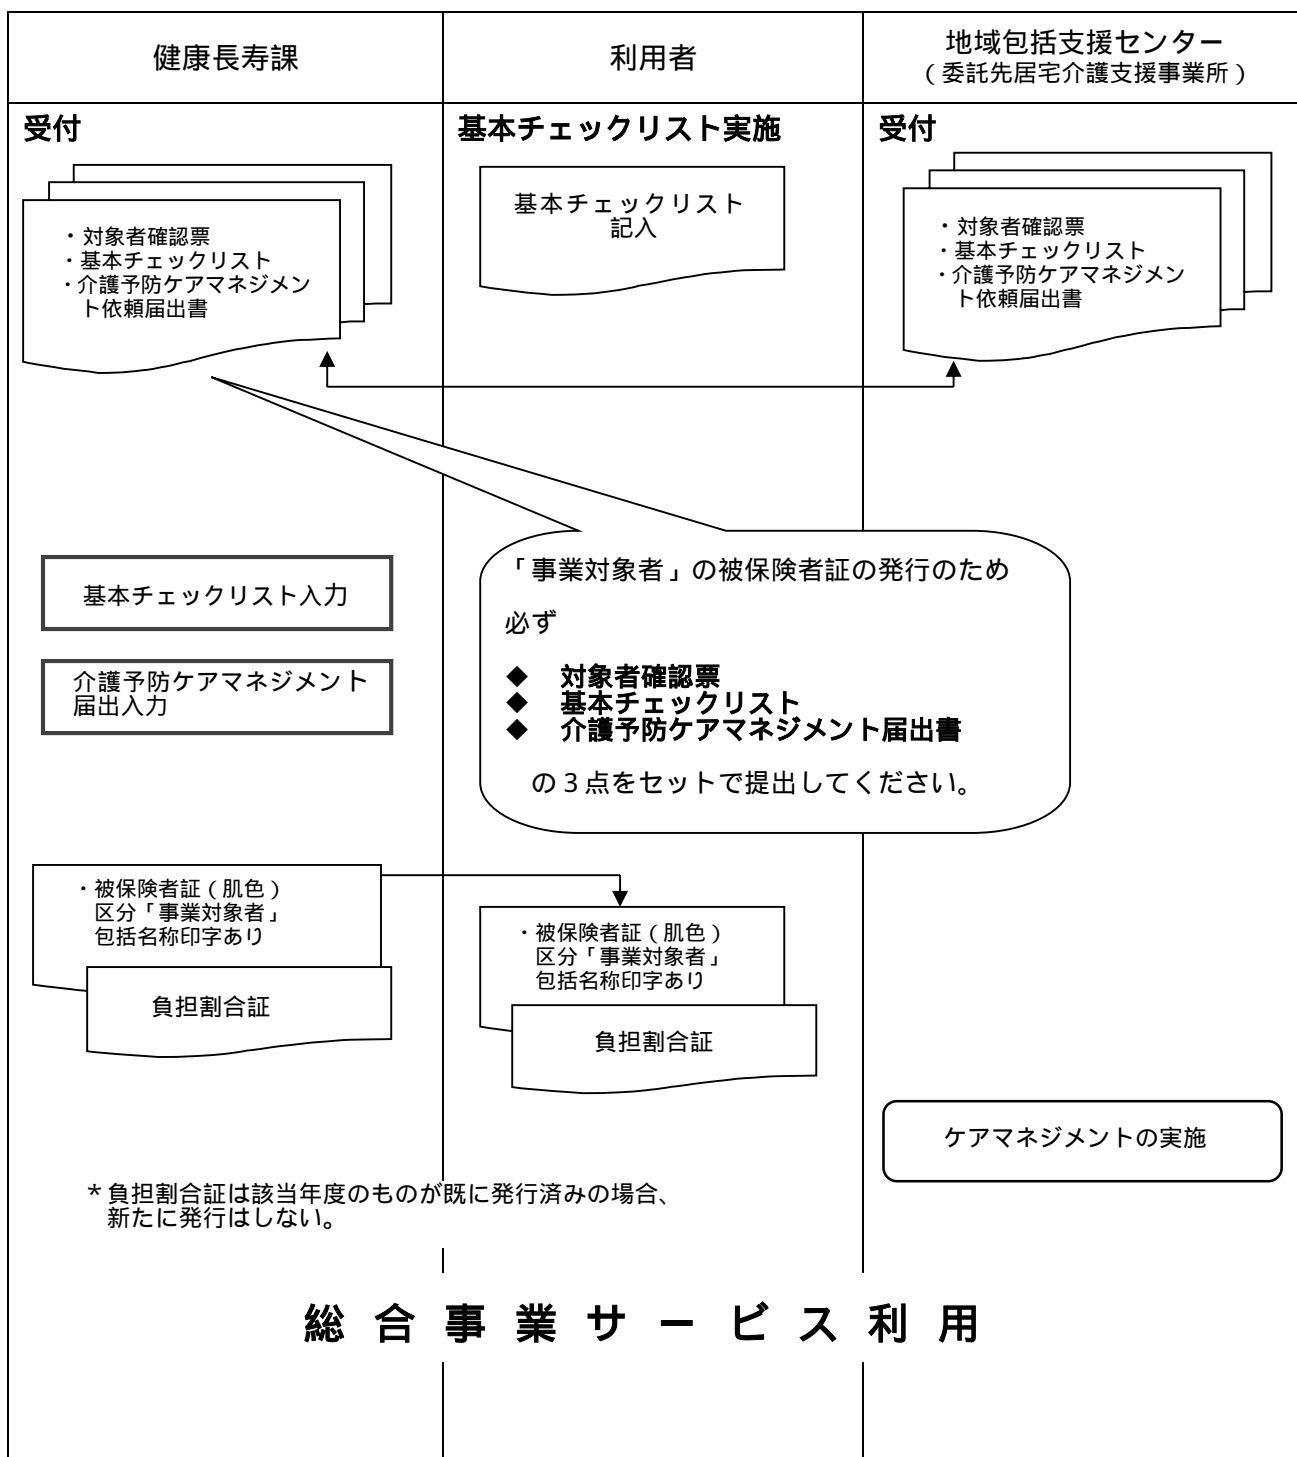 健康長寿課
利用者
地域包括支援センター
（委託先居宅介護支援事業所）
受付
・対象者確認票
・基本チェックリスト
・介護予防ケアマネジメン
ト依頼届出書
基本チェックリスト実施
基本チェックリスト
記入
受付
・対象者確認票
・基本チェックリスト
・介護予防ケアマネジメン
ト依頼届出書
基本チェックリスト入力
介護予防ケアマネジメント
届出入力
「事業対象者」の被保険者証の発行のため
必ず
◆ 対象者確認票
◆ 基本チェックリスト
◆ 介護予防ケアマネジメント届出書
の３点をセットで提出してください。
・被保険者証（肌色）
区分「事業対象者」
包括名称印字あり
負担割合証
・被保険者証（肌色）
区分「事業対象者」
包括名称印字あり
負担割合証
ケアマネジメントの実施
＊負担割合証は該当年度のものが既に発行済みの場合、
新たに発行はしない。
総合事業サービス利用